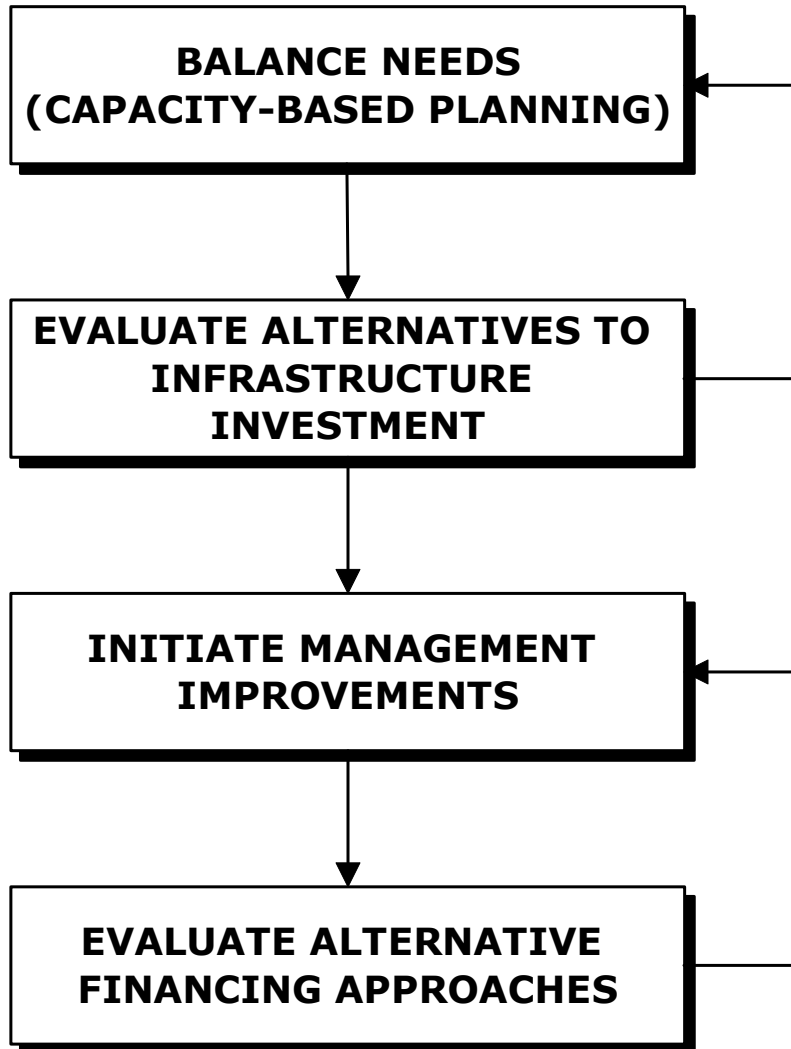 BALANCE NEEDS
(CAPACITY-BASED PLANNING)
EVALUATE ALTERNATIVES TO
INFRASTRUCTURE
INVESTMENT
INITIATE MANAGEMENT
IMPROVEMENTS
EVALUATE ALTERNATIVE
FINANCING APPROACHES